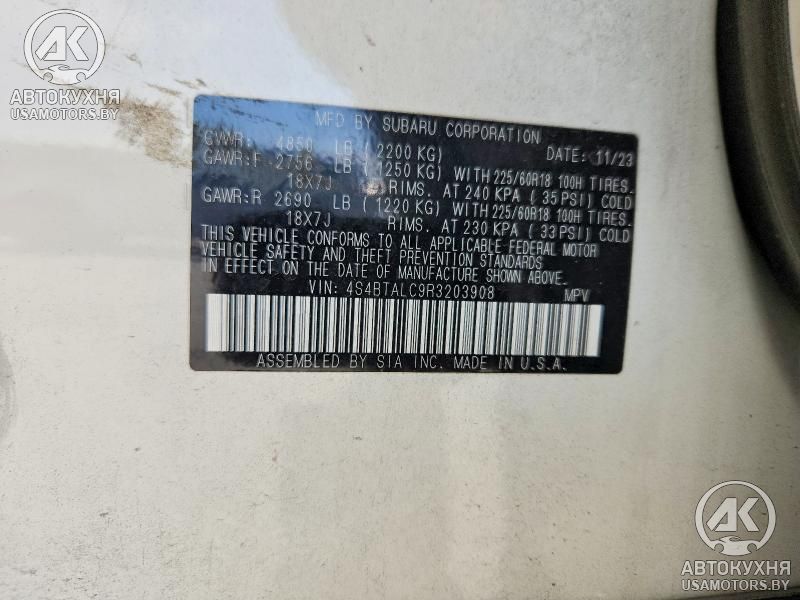 AK
АВТОКУХНЯ
USAMOTORS.BY
MFD BY SUBARU CORPORATION
GVWR: 4850 LB (2200 KG) DATE: 11/23
GAWR:F 2756 LB (1250 KG) WITH 225/60R18 100H TIRES.
18X7J RIMS. AT 240 KPA (35 PSI) COLD
GAWR:R 2690 LB (1220 KG) WITH 225/60R18 100H TIRES.
18X7J RIMS. AT 230 KPA (33 PSI) COLD
THIS VEHICLE CONFORMS TO ALL APPLICABLE FEDERAL MOTOR
VEHICLE SAFETY AND THEFT PREVENTION STANDARDS
IN EFFECT ON THE DATE OF MANUFACTURE SHOWN ABOVE.
VIN: 4S4BTALC9R3203908 MPV
ASSEMBLED BY SIA INC. MADE IN U.S.A.
AK
АВТОКУХНЯ
USAMOTORS.BY